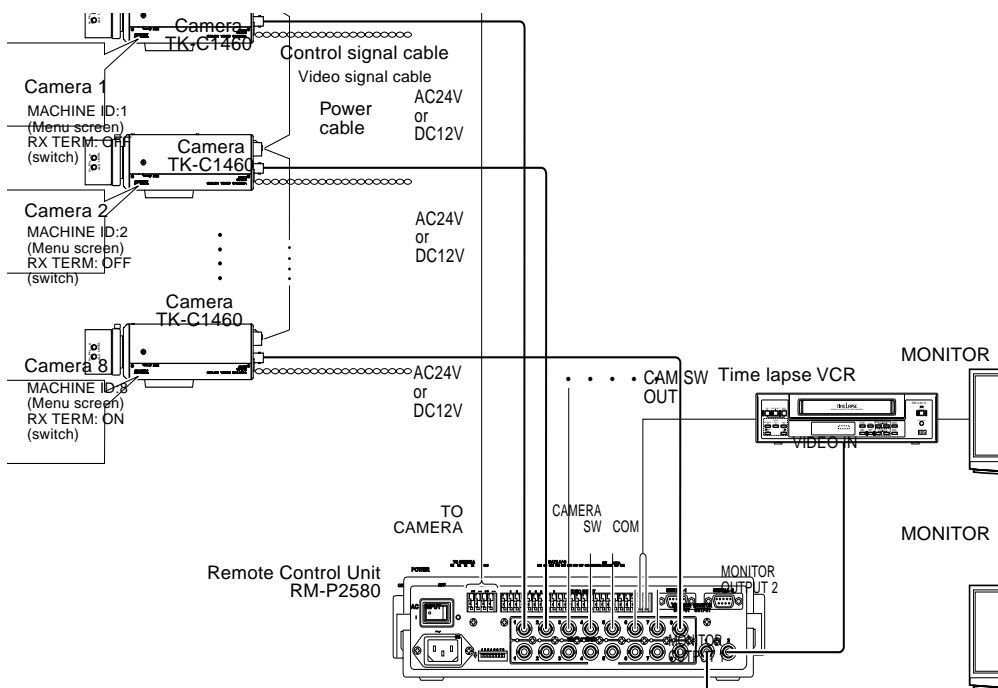 Camera
TK-C1460
Control signal cable
Video signal cable
Power
cable
AC24V
or
DC12V
Camera 1
MACHINE ID:1
(Menu screen)
RX TERM: OFF
(switch)
Camera
TK-C1460
Camera 2
MACHINE ID:2
(Menu screen)
RX TERM: OFF
(switch)
AC24V
or
DC12V
Camera
TK-C1460
Camera 8
MACHINE ID:8
(Menu screen)
RX TERM: ON
(switch)
AC24V
or
DC12V
CAM SW
OUT
Time lapse VCR
VIDEO IN
MONITOR
TO
CAMERA
CAMERA
SW
COM
MONITOR
Remote Control Unit
RM-P2580
MONITOR
OUTPUT 2
POWER
AC
INPUT
MONITOR
OUTPUT 1